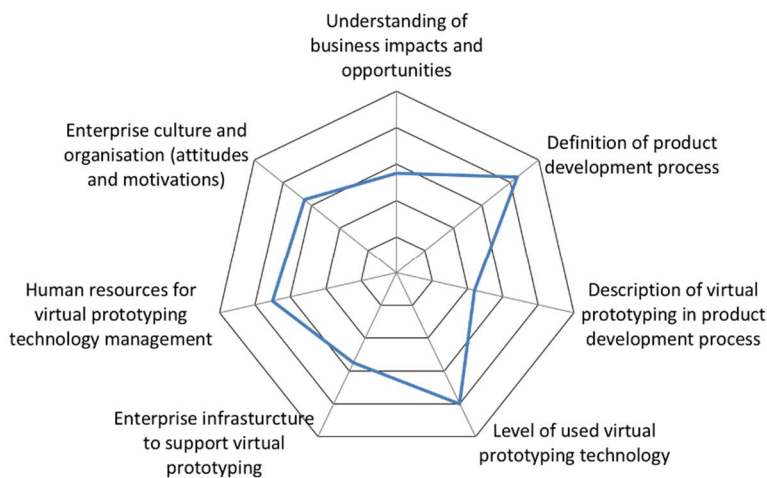 Understanding of
business impacts and
opportunities
Definition of product
development process
Description of virtual
prototyping in product
development process
Level of used virtual
prototyping technology
Enterprise infrasturcture
to support virtual
prototyping
Human resources for
virtual prototyping
technology management
Enterprise culture and
organisation (attitudes
and motivations)